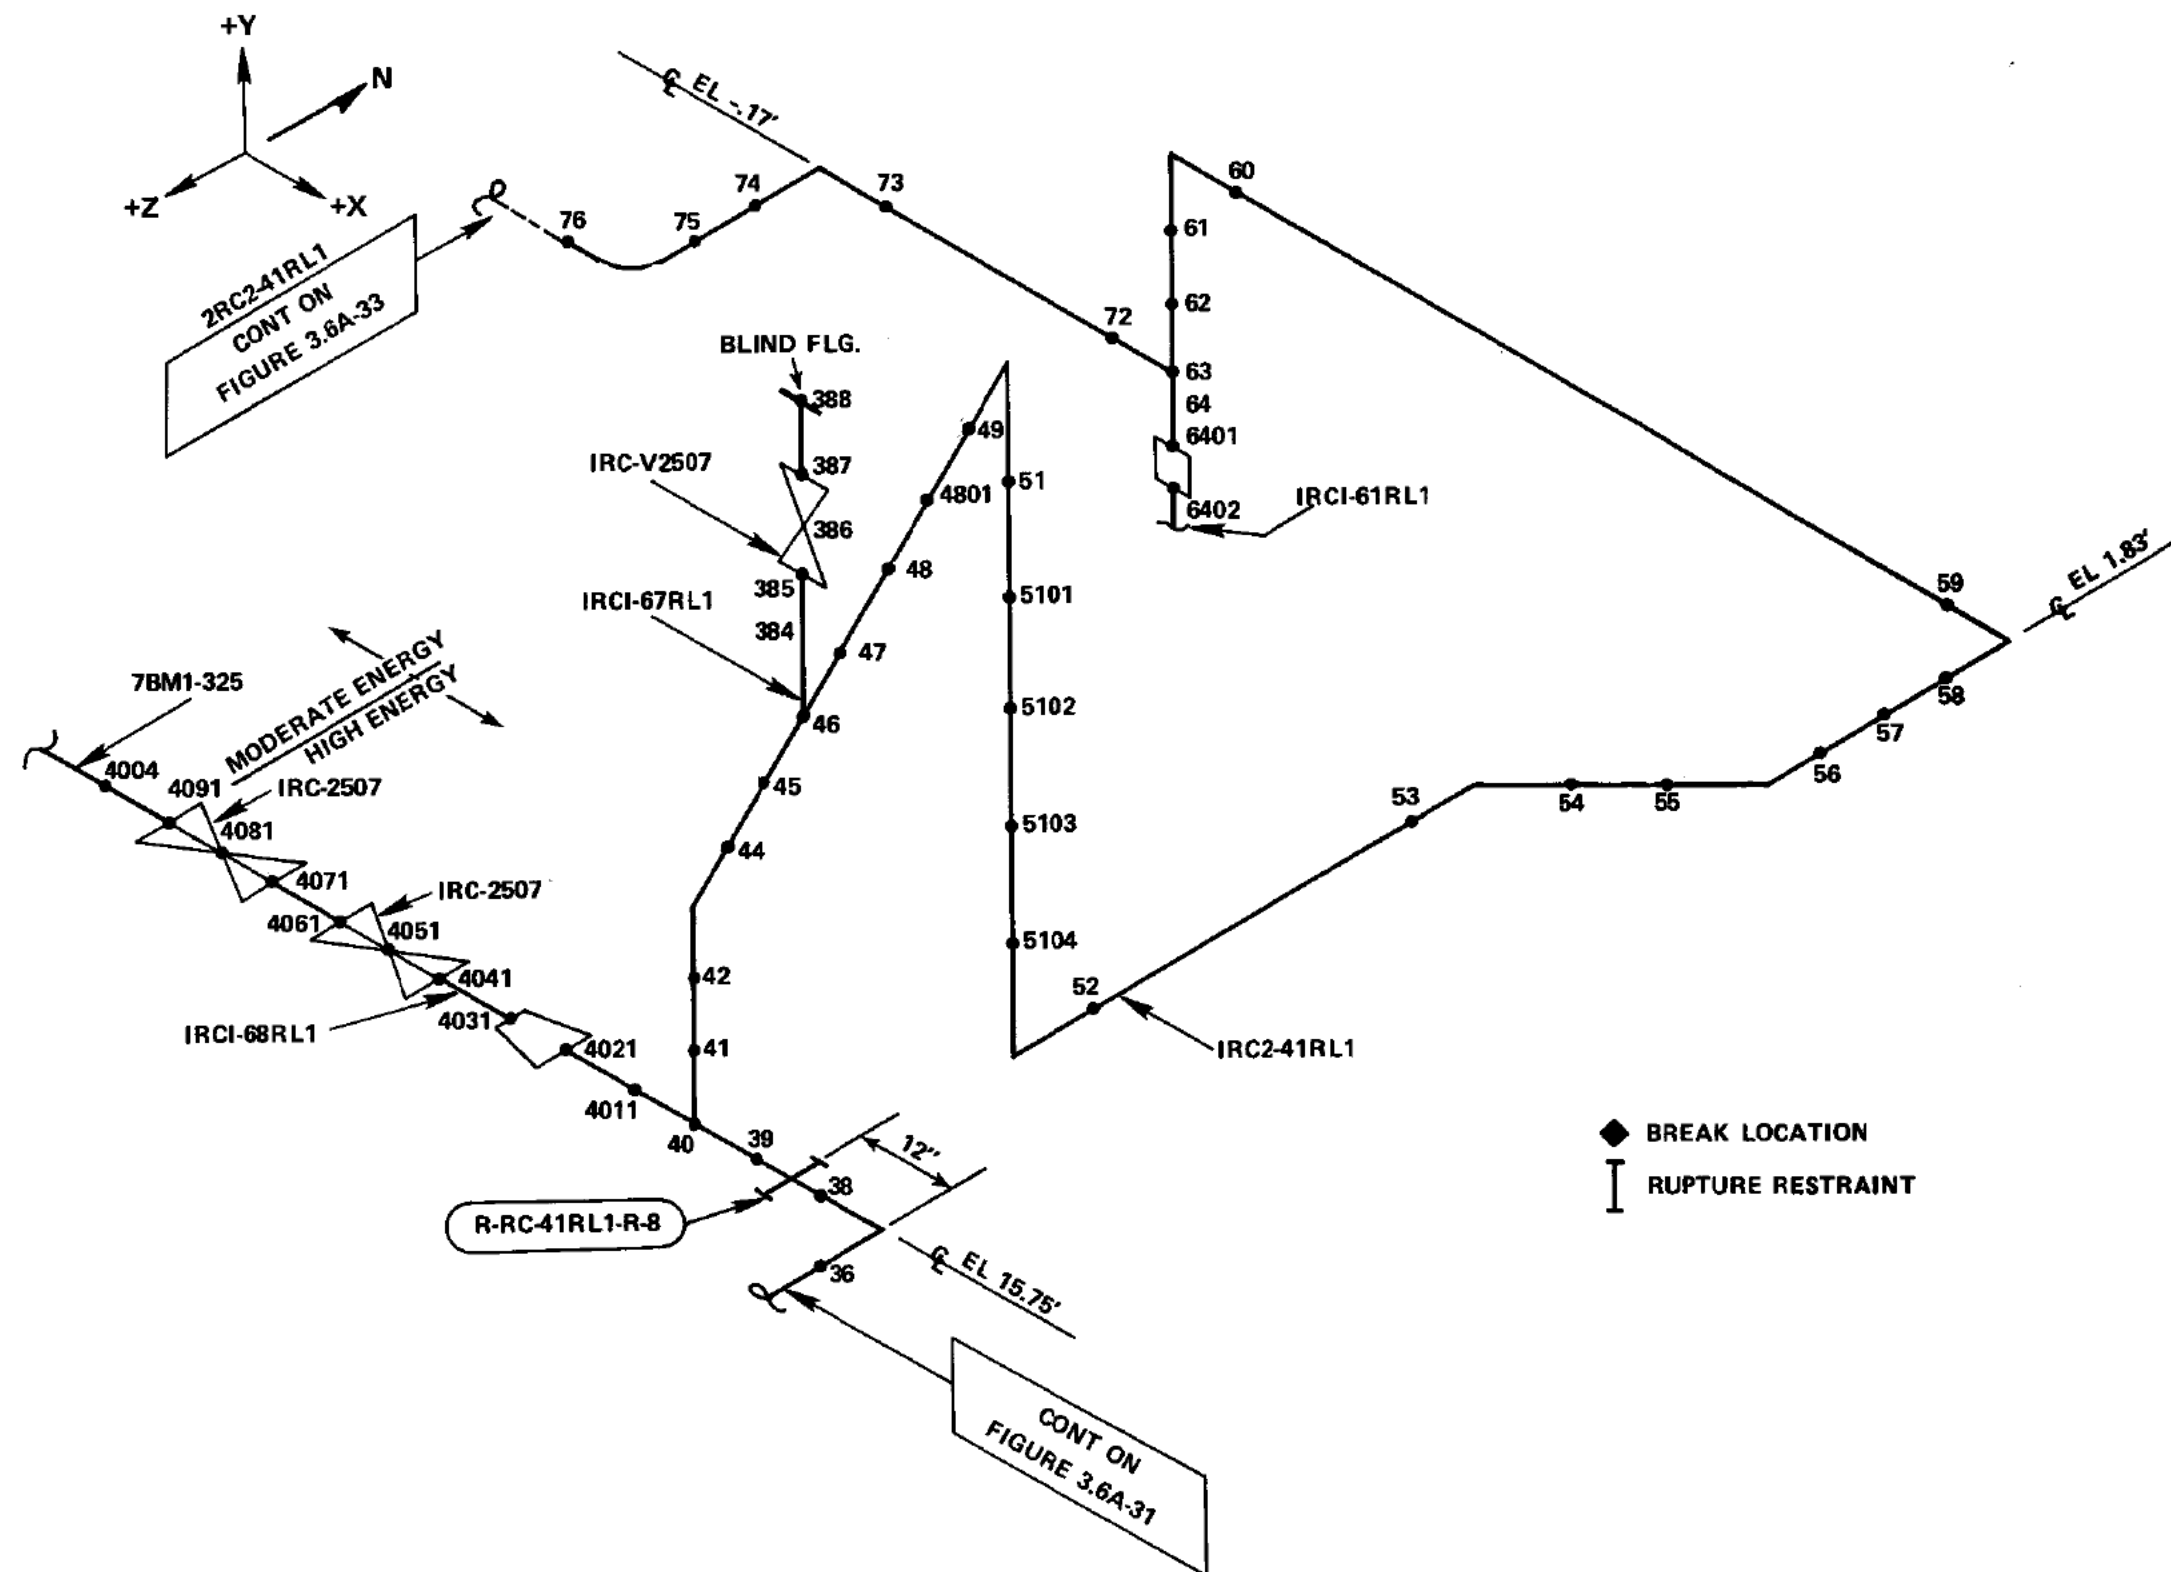 +Y
N
+Z
+X
℄ EL -.17'
2RC2-41RL1
CONT ON
FIGURE 3.6A-33
76
75
74
73
72
60
61
62
63
64
6401
6402
IRCI-61RL1
BLIND FLG.
388
387
IRC-V2507
386
385
384
IRCI-67RL1
49
4801
48
47
46
45
44
42
41
51
5101
5102
5103
5104
59
℄ EL 1.83'
58
57
56
55
54
53
52
IRC2-41RL1
MODERATE ENERGY
HIGH ENERGY
7BM1-325
4004
4091
IRC-2507
4081
4071
IRC-2507
4061
4051
4041
4031
IRCI-68RL1
4021
4011
40
39
12"
38
R-RC-41RL1-R-8
36
℄ EL 15.75'
CONT ON
FIGURE 3.6A-31
BREAK LOCATION
RUPTURE RESTRAINT